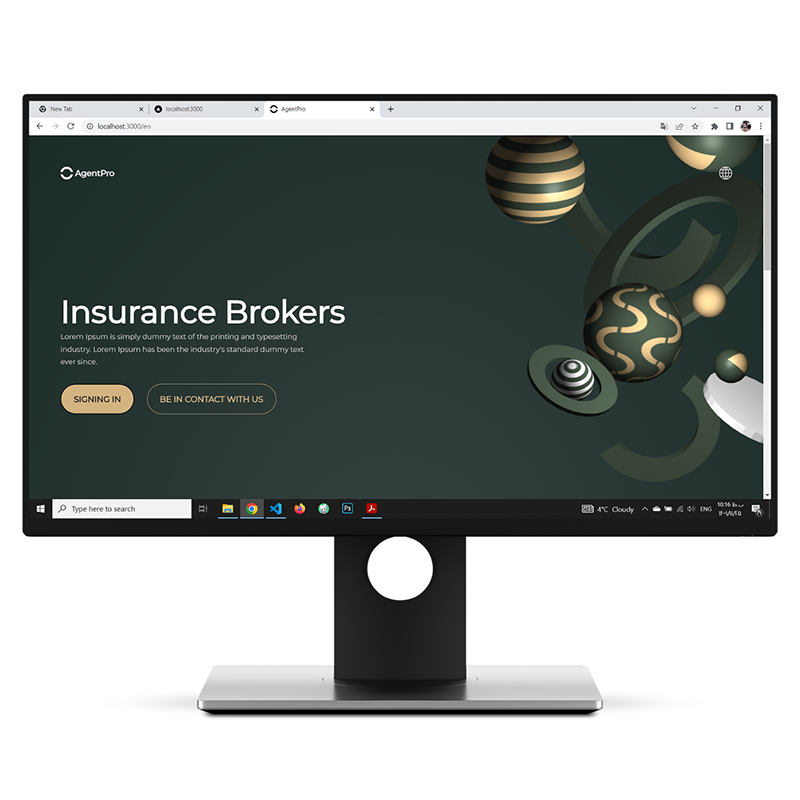 New Tab
localhost:3000
AgentPro
localhost:3000/en
AgentPro
Insurance Brokers
Lorem Ipsum is simply dummy text of the printing and typesetting
industry. Lorem Ipsum has been the industry's standard dummy text
ever since.
SIGNING IN
BE IN CONTACT WITH US
Type here to search
Ps
4°C Cloudy
ENG
10:16